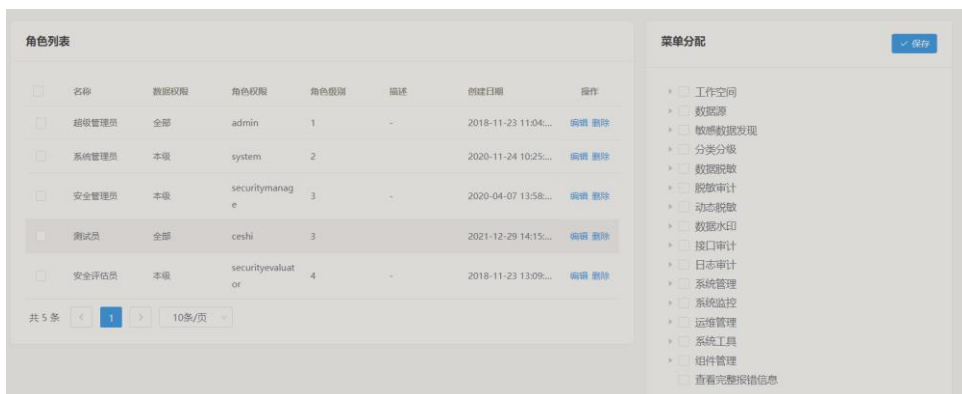 角色列表
名称 数据权限 角色权限 角色级别 描述 创建日期 操作
超级管理员 全部 admin 1 - 2018-11-23 11:04:... 编辑 删除
系统管理员 本级 system 2 2020-11-24 10:25:... 编辑 删除
安全管理员 本级 securitymanag 3 - 2020-04-07 13:58:... 编辑 删除
e
测试员 全部 ceshi 3 2021-12-29 14:15:... 编辑 删除
安全评估员 本级 securityevaluat 4 - 2018-11-23 13:09:... 编辑 删除
or
共 5 条 < 1 > 10条/页
菜单分配 保存
工作空间
数据源
敏感数据发现
分类分级
数据脱敏
脱敏审计
动态脱敏
数据水印
接口审计
日志审计
系统管理
系统监控
运维管理
系统工具
组件管理
查看完整报错信息